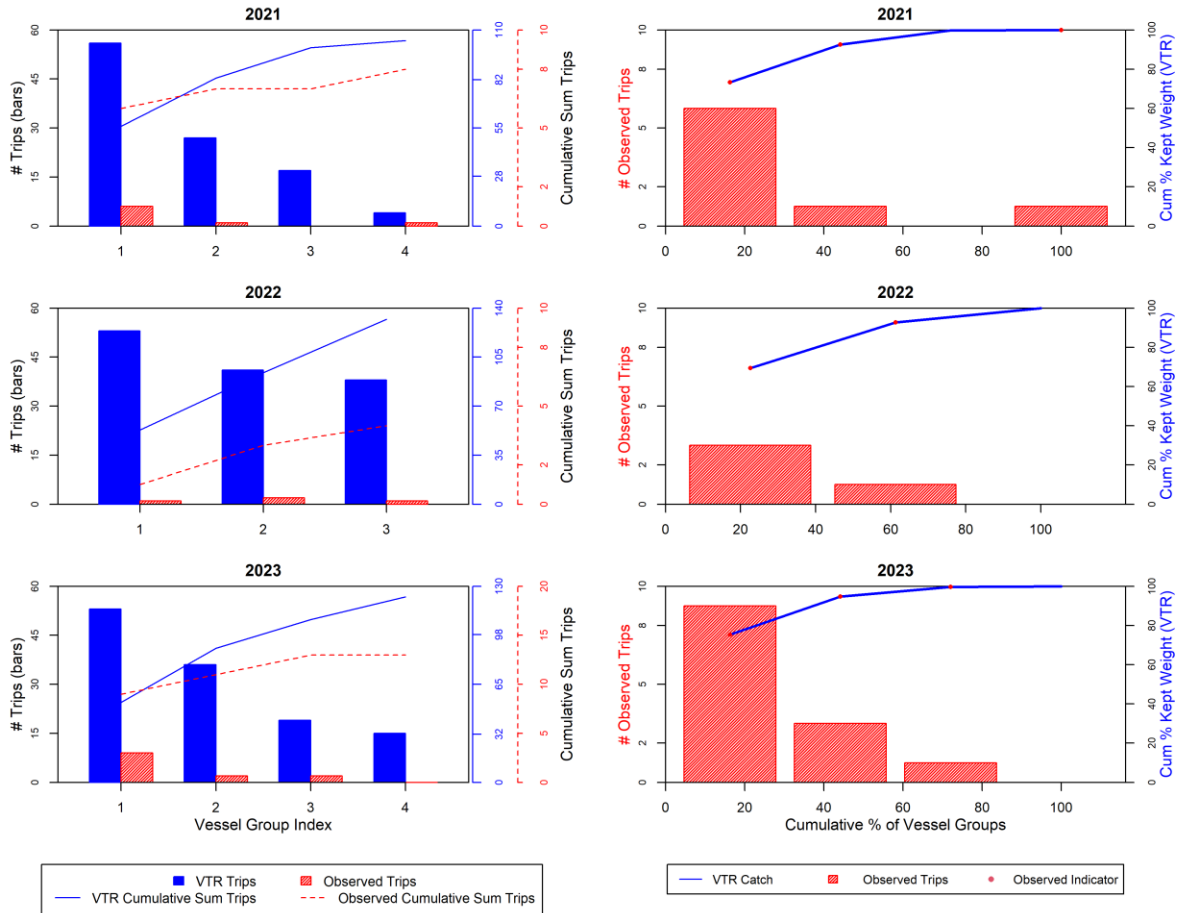 2021
# Trips (bars)
0 15 30 45 60
0 28 55 82 110
0 2 5 8 10
Cumulative Sum Trips
1 2 3 4
2021
# Observed Trips
0 2 5 8 10
0 20 40 60 80 100
Cum % Kept Weight (VTR)
0 20 40 60 80 100
2022
# Trips (bars)
0 15 30 45 60
0 35 70 105 140
0 2 5 8 10
Cumulative Sum Trips
1 2 3
2022
# Observed Trips
0 2 5 8 10
0 20 40 60 80 100
Cum % Kept Weight (VTR)
0 20 40 60 80 100
2023
# Trips (bars)
0 15 30 45 60
0 32 65 98 130
0 5 10 15 20
Cumulative Sum Trips
1 2 3 4
Vessel Group Index
2023
# Observed Trips
0 2 5 8 10
0 20 40 60 80 100
Cum % Kept Weight (VTR)
0 20 40 60 80 100
Cumulative % of Vessel Groups
VTR Trips Observed Trips
VTR Cumulative Sum Trips Observed Cumulative Sum Trips
VTR Catch Observed Trips Observed Indicator